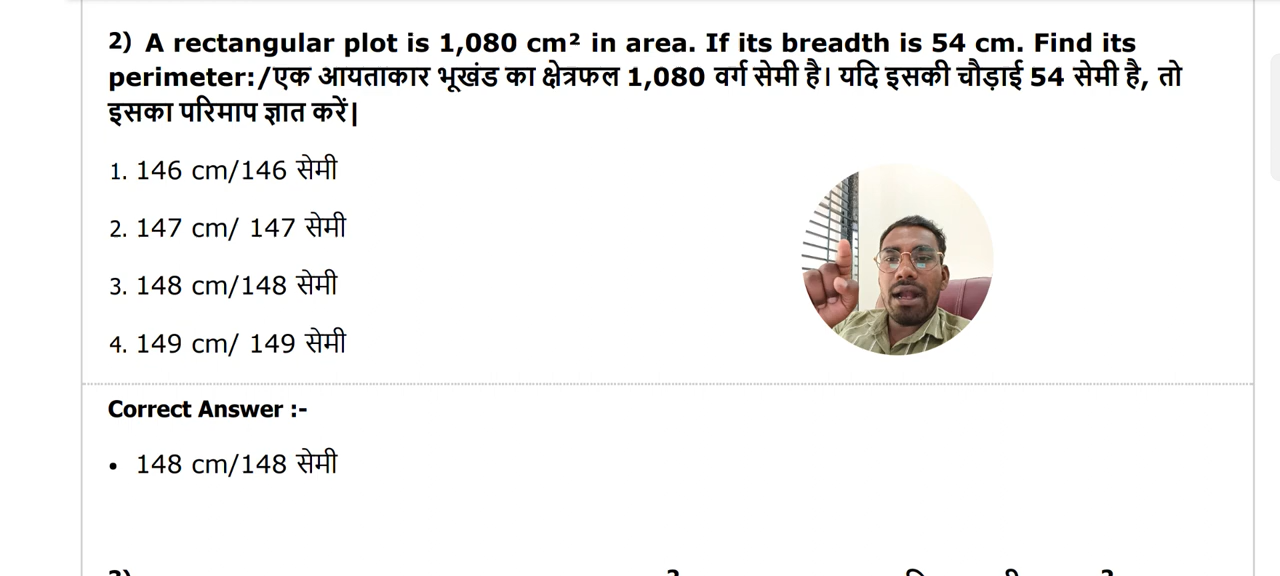 2) A rectangular plot is 1,080 cm² in area. If its breadth is 54 cm. Find its
perimeter:/एक आयताकार भूखंड का क्षेत्रफल 1,080 वर्ग सेमी है। यदि इसकी चौड़ाई 54 सेमी है, तो
इसका परिमाप ज्ञात करें|
1. 146 cm/146 सेमी
2. 147 cm/ 147 सेमी
3. 148 cm/148 सेमी
4. 149 cm/ 149 सेमी
Correct Answer :-
• 148 cm/148 सेमी